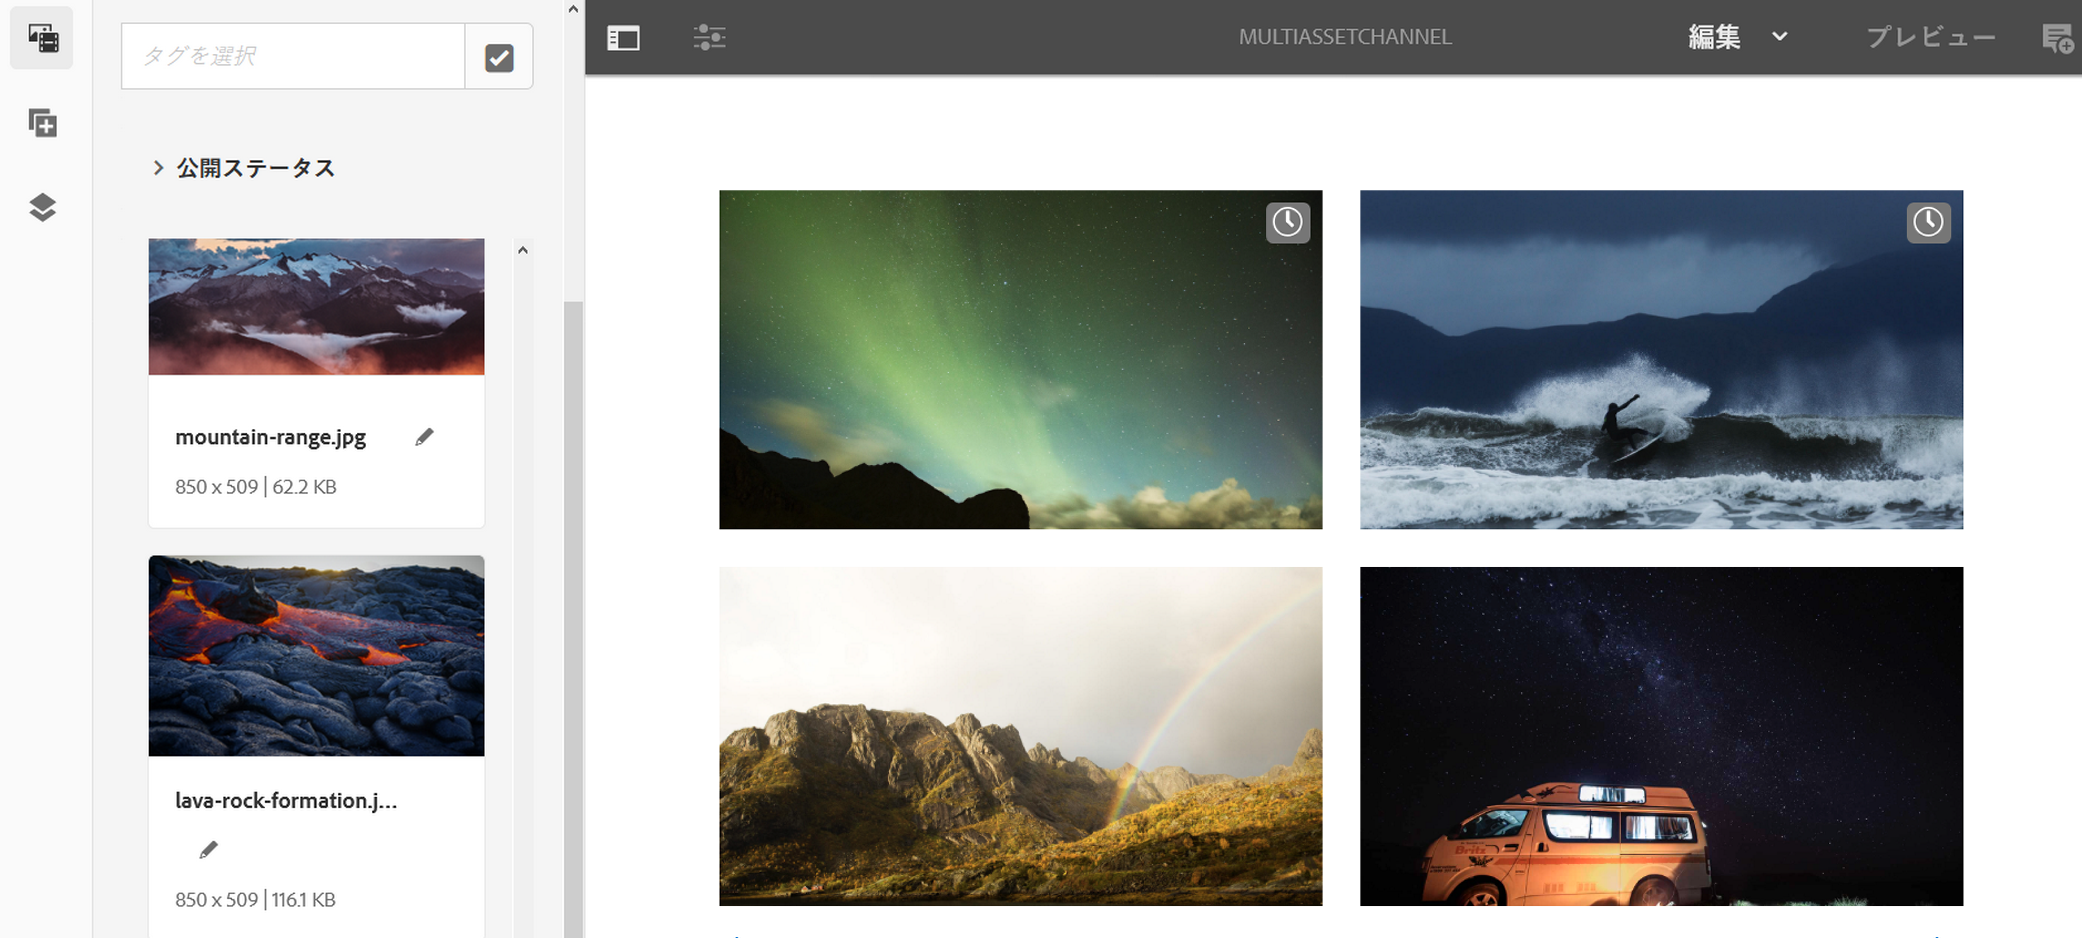 タグを選択
公開ステータス
mountain-range.jpg
850 x 509 | 62.2 KB
lava-rock-formation.j...
850 x 509 | 116.1 KB
MULTIASSETCHANNEL
編集
プレビュー
Britz